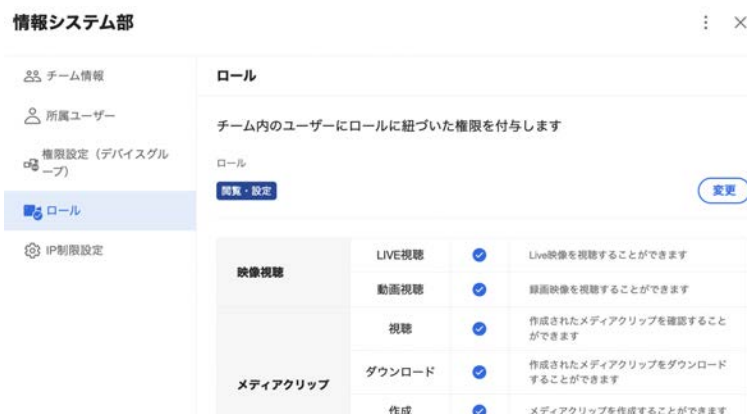 情報システム部
チーム情報
所属ユーザー
権限設定（デバイスグル
ープ）
ロール
IP制限設定
ロール
チーム内のユーザーにロールに紐づいた権限を付与します
ロール
閲覧・設定
変更
映像視聴
LIVE視聴
Live映像を視聴することができます
動画視聴
録画映像を視聴することができます
メディアクリップ
視聴
作成されたメディアクリップを確認すること
ができます
ダウンロード
作成されたメディアクリップをダウンロード
することができます
作成
メディアクリップを作成することができます